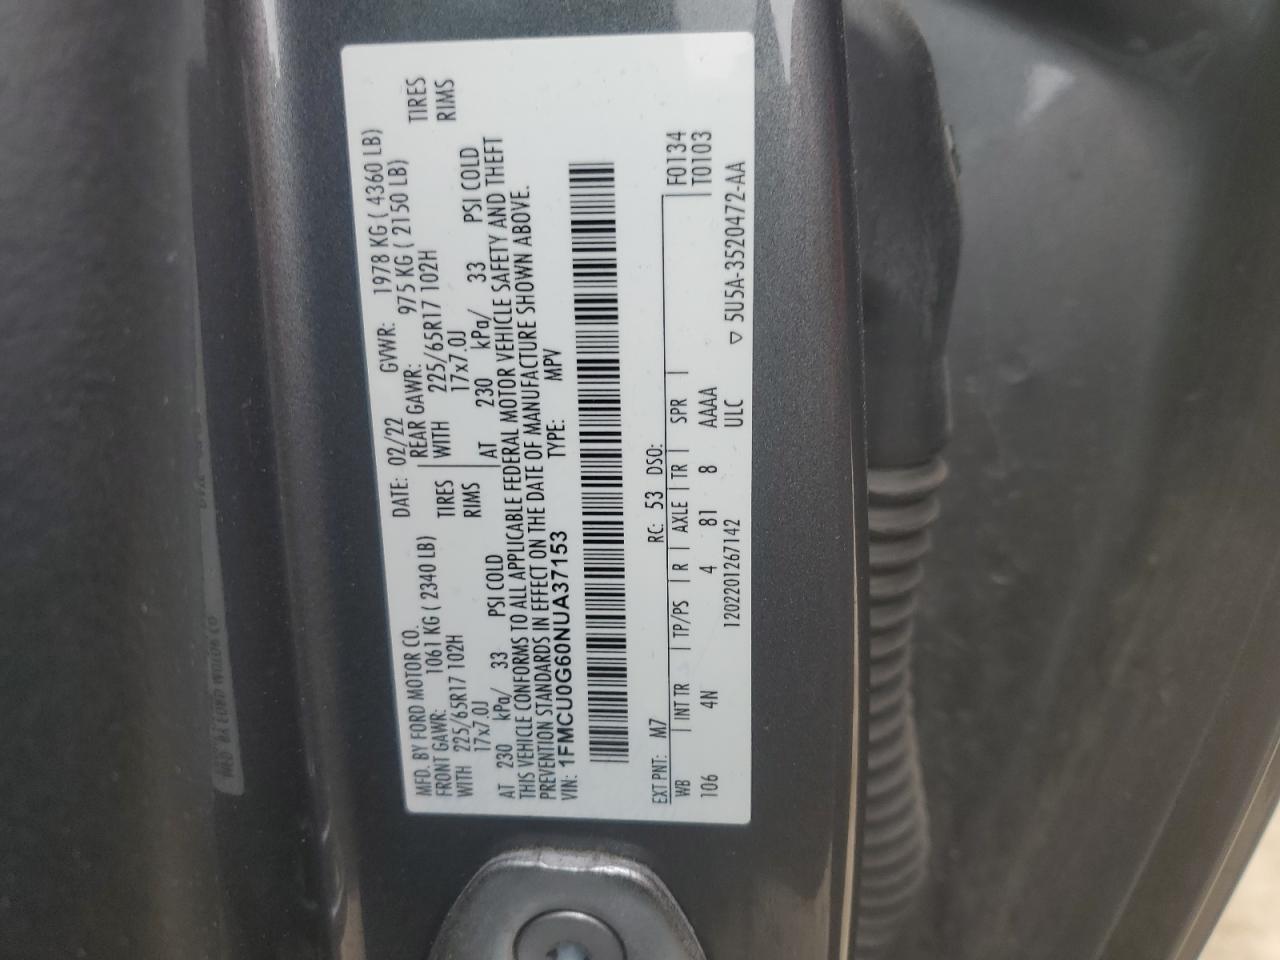 MFD. BY FORD MOTOR CO.
DATE: 02/22 GVWR: 1978 KG ( 4360 LB)
FRONT GAWR: 1061 KG ( 2340 LB) REAR GAWR: 975 KG ( 2150 LB)
WITH 225/65R17 102H TIRES WITH 225/65R17 102H TIRES
17x7.0J RIMS 17x7.0J RIMS
AT 230 kPa/ 33 PSI COLD AT 230 kPa/ 33 PSI COLD
THIS VEHICLE CONFORMS TO ALL APPLICABLE FEDERAL MOTOR VEHICLE SAFETY AND THEFT
PREVENTION STANDARDS IN EFFECT ON THE DATE OF MANUFACTURE SHOWN ABOVE.
VIN: 1FMCU0G60NUA37153 TYPE: MPV
EXT PNT: M7 RC: 53 DSO:
WB INT TR TP/PS R AXLE TR SPR F0134
106 4N 4 81 8 AAAA T0103
1202201267142 ULC ▽ 5U5A-3520472-AA